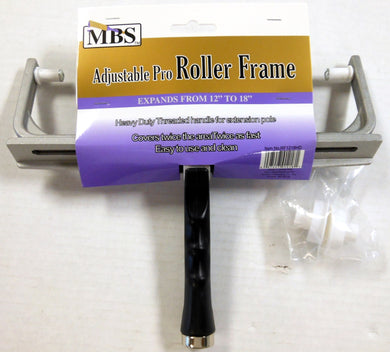 MBS
Adjustable Pro Roller Frame
EXPANDS FROM 12" TO 18"
Heavy Duty Threaded handle for extension pole
Covers twice the area/Twice as fast
Easy to use and clean